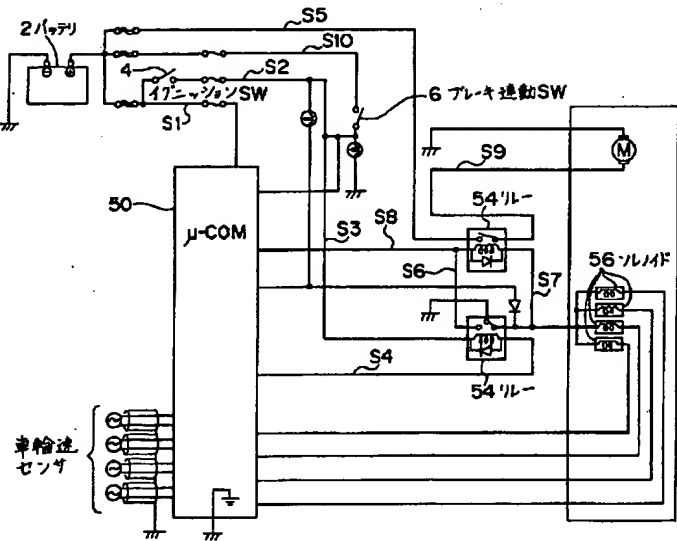 S5
2 バッテリ
S10
4
S2
イグニッションSW
S1
6 ブレーキ連動SW
S9
M
54リレー
50
μ-COM
S8
S3
S6
S7
56ソレノイド
S4
54リレー
車輪速
センサ